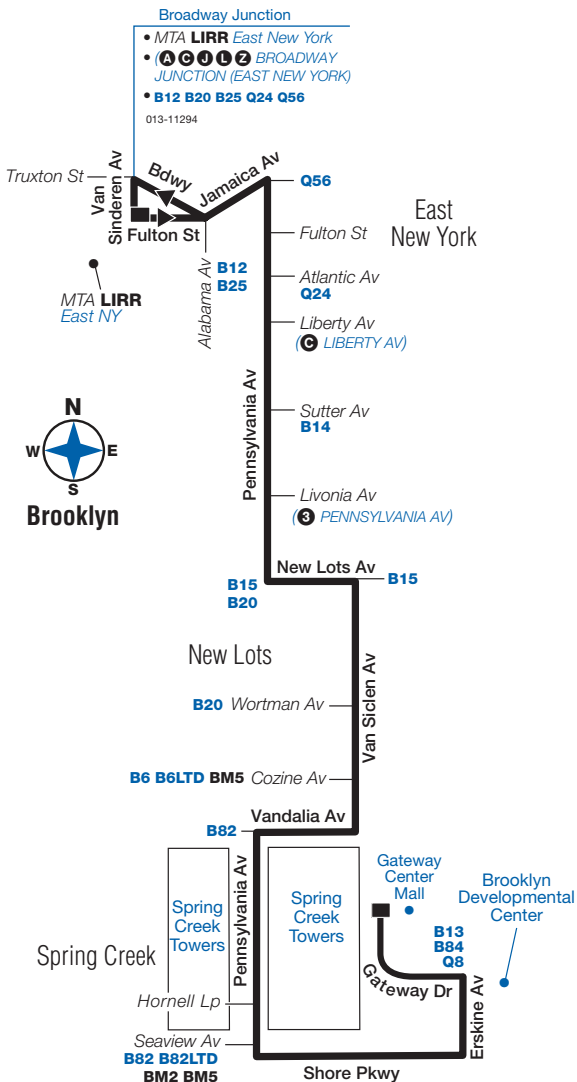 Broadway Junction
• MTA LIRR East New York
• (A C J L Z BROADWAY
JUNCTION (EAST NEW YORK)
• B12 B20 B25 Q24 Q56
013-11294
Truxton St
Van
Sinderen Av
Bdwy
Jamaica Av
Q56
Fulton St
Fulton St
East
New York
Alabama Av
B12
B25
Atlantic Av
Q24
MTA LIRR
East NY
Liberty Av
(C LIBERTY AV)
Pennsylvania Av
Sutter Av
B14
N
W
E
S
Brooklyn
Livonia Av
(3 PENNSYLVANIA AV)
New Lots Av
B15
B15
B20
New Lots
Van Siclen Av
B20 Wortman Av
B6 B6LTD BM5 Cozine Av
Vandalia Av
B82
Pennsylvania Av
Spring
Creek
Towers
Spring
Creek
Towers
Gateway
Center
Mall
Brooklyn
Developmental
Center
B13
B84
Q8
Spring Creek
Gateway Dr
Erskine Av
Hornell Lp
Seaview Av
B82 B82LTD
BM2 BM5
Shore Pkwy